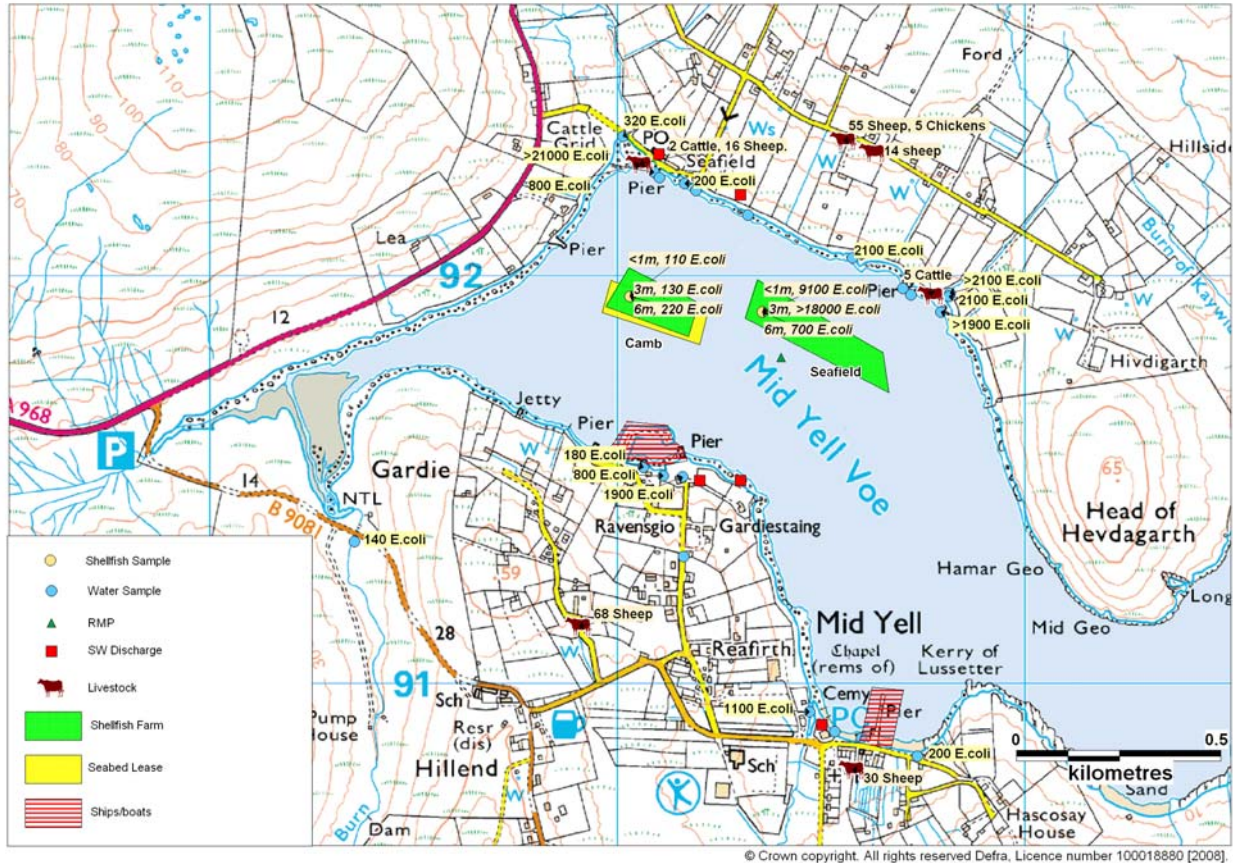 Ford
Hillside
55 Sheep, 5 Chickens
14 sheep
320 E.coli
PO
Cattle
Grid
2 Cattle, 16 Sheep.
Seafield
>21000 E.coli
800 E.coli
Pier
200 E.coli
Ws
W
W
W
Burn of
110
100
90
80
70
Lea
Pier
92
12
2100 E.coli
5 Cattle
Pier
>2100 E.coli
2100 E.coli
>1900 E.coli
W
W
Hivdigarth
<1m, 110 E.coli
3m, 130 E.coli
6m, 220 E.coli
Camb
<1m, 9100 E.coli
3m, >18000 E.coli
6m, 700 E.coli
Seafield
Mid Yell Voe
A 968
P
14
B 9081
Gardie
NTL
140 E.coli
Jetty
Pier
W
Pier
180 E.coli
800 E.coli
1900 E.coli
Ravensgio
Gardiestaing
65
Head of
Hevdagarth
Hamar Geo
Mid Geo
Long
59
68 Sheep
W
28
91
Sch
Pump
House
Resr
(dis)
Hillend
W
Dam
Burn
Reafirth
Mid Yell
Chapel
(rems of)
Kerry of
Lussetter
Cemy
Pier
1100 E.coli
Sch
200 E.coli
30 Sheep
Sand
Hascosay
House
0
0.5
kilometres
Shellfish Sample
Water Sample
RMP
SW Discharge
Livestock
Shellfish Farm
Seabed Lease
Ships/boats
© Crown copyright. All rights reserved Defra, Licence number 100018880 [2008].